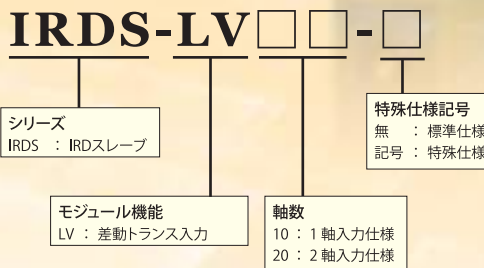 IRDS-LV□□-□
シリーズ
IRDS ： IRDスレーブ
特殊仕様記号
無 ： 標準仕様
記号 ： 特殊仕様
モジュール機能
LV ： 差動トランス入力
軸数
10 ： 1 軸入力仕様
20 ： 2 軸入力仕様